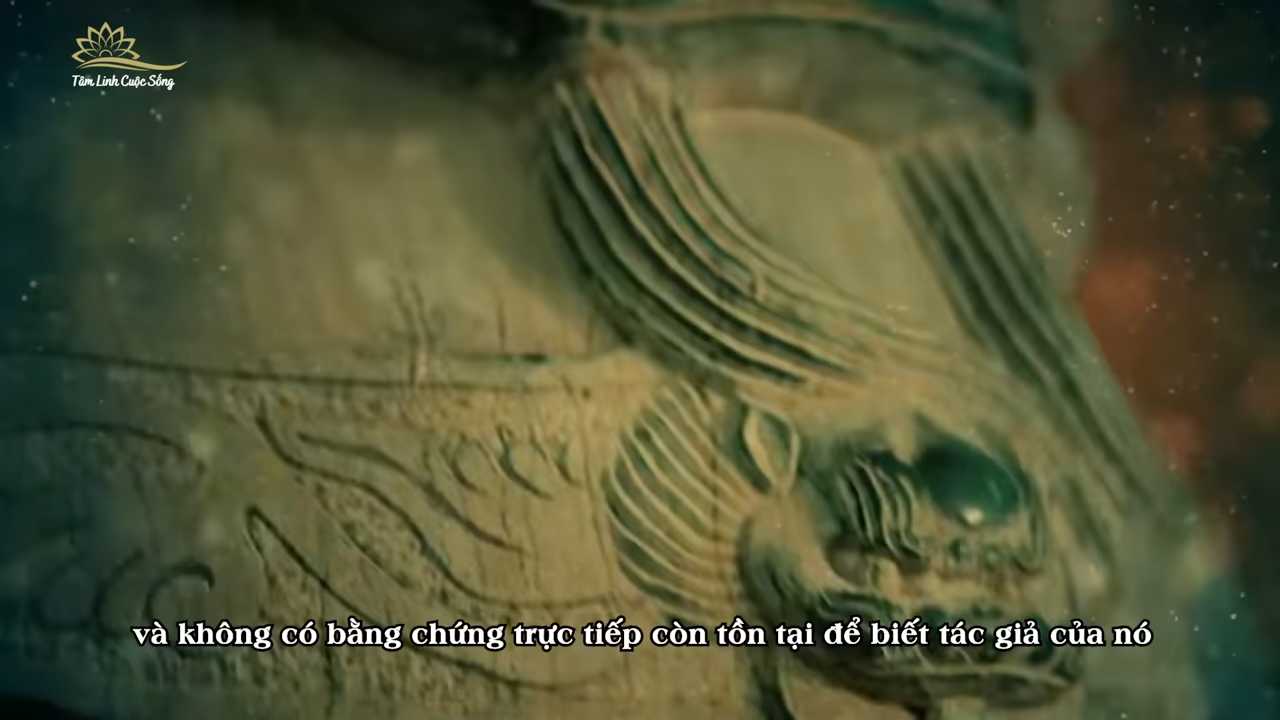 Tâm Linh Cuộc Sống
và không có bằng chứng trực tiếp còn tồn tại để biết tác giả của nó